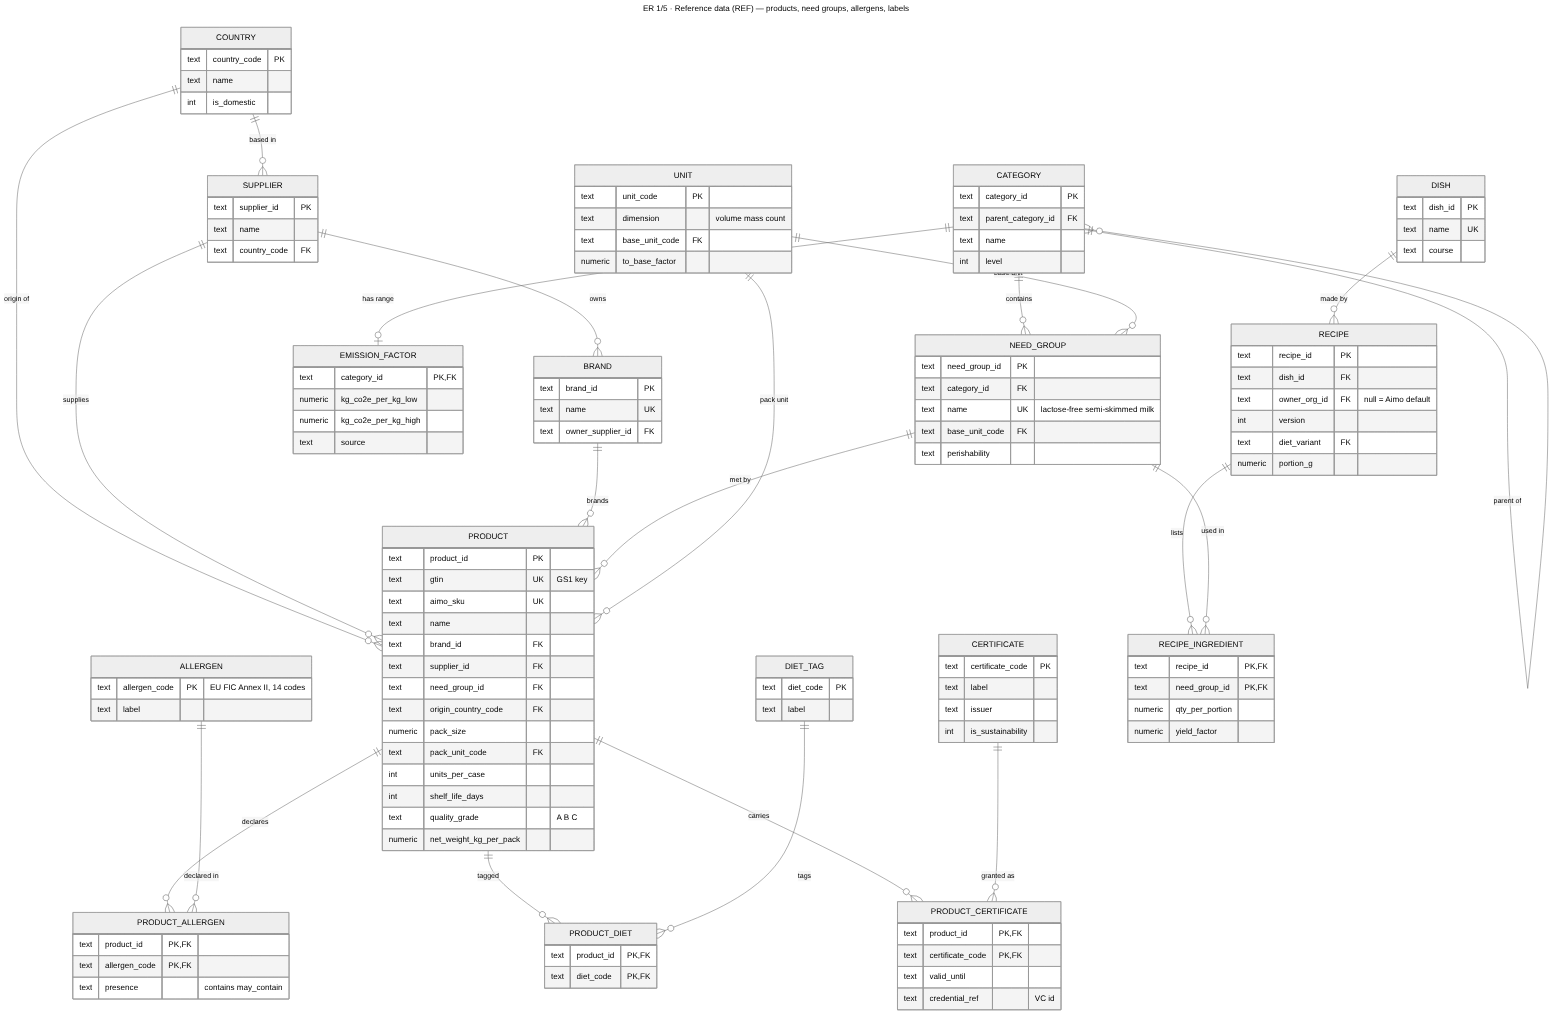 ER 1/5 · Reference data (REF) — products, need groups, allergens, labels
COUNTRY
text country_code PK
text name
int is_domestic
based in
origin of
SUPPLIER
text supplier_id PK
text name
text country_code FK
UNIT
text unit_code PK
text dimension volume mass count
text base_unit_code FK
numeric to_base_factor
CATEGORY
text category_id PK
text parent_category_id FK
text name
int level
DISH
text dish_id PK
text name UK
text course
has range
owns
contains
made by
supplies
pack unit
parent of
EMISSION_FACTOR
text category_id PK,FK
numeric kg_co2e_per_kg_low
numeric kg_co2e_per_kg_high
text source
BRAND
text brand_id PK
text name UK
text owner_supplier_id FK
NEED_GROUP
text need_group_id PK
text category_id FK
text name UK lactose-free semi-skimmed milk
text base_unit_code FK
text perishability
RECIPE
text recipe_id PK
text dish_id FK
text owner_org_id FK null = Aimo default
int version
text diet_variant FK
numeric portion_g
brands
met by
lists
used in
PRODUCT
text product_id PK
text gtin UK GS1 key
text aimo_sku UK
text name
text brand_id FK
text supplier_id FK
text need_group_id FK
text origin_country_code FK
numeric pack_size
text pack_unit_code FK
int units_per_case
int shelf_life_days
text quality_grade A B C
numeric net_weight_kg_per_pack
ALLERGEN
text allergen_code PK EU FIC Annex II, 14 codes
text label
DIET_TAG
text diet_code PK
text label
CERTIFICATE
text certificate_code PK
text label
text issuer
int is_sustainability
RECIPE_INGREDIENT
text recipe_id PK,FK
text need_group_id PK,FK
numeric qty_per_portion
numeric yield_factor
declares
carries
declared in
tagged
tags
granted as
PRODUCT_ALLERGEN
text product_id PK,FK
text allergen_code PK,FK
text presence contains may_contain
PRODUCT_DIET
text product_id PK,FK
text diet_code PK,FK
PRODUCT_CERTIFICATE
text product_id PK,FK
text certificate_code PK,FK
text valid_until
text credential_ref VC id